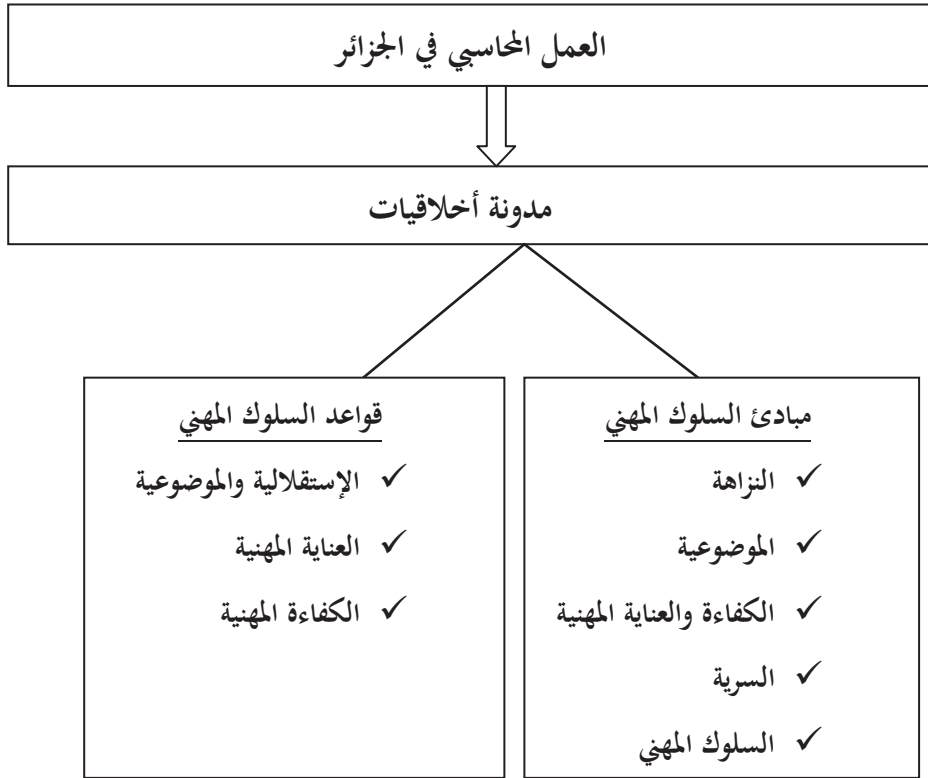 العمل المحاسبي في الجزائر
مدونة أخلاقيات
مبادئ السلوك المهني
✓ النزاهة
✓ الموضوعية
✓ الكفاءة والعناية المهنية
✓ السرية
✓ السلوك المهني
قواعد السلوك المهني
✓ الإستقلالية والموضوعية
✓ العناية المهنية
✓ الكفاءة المهنية